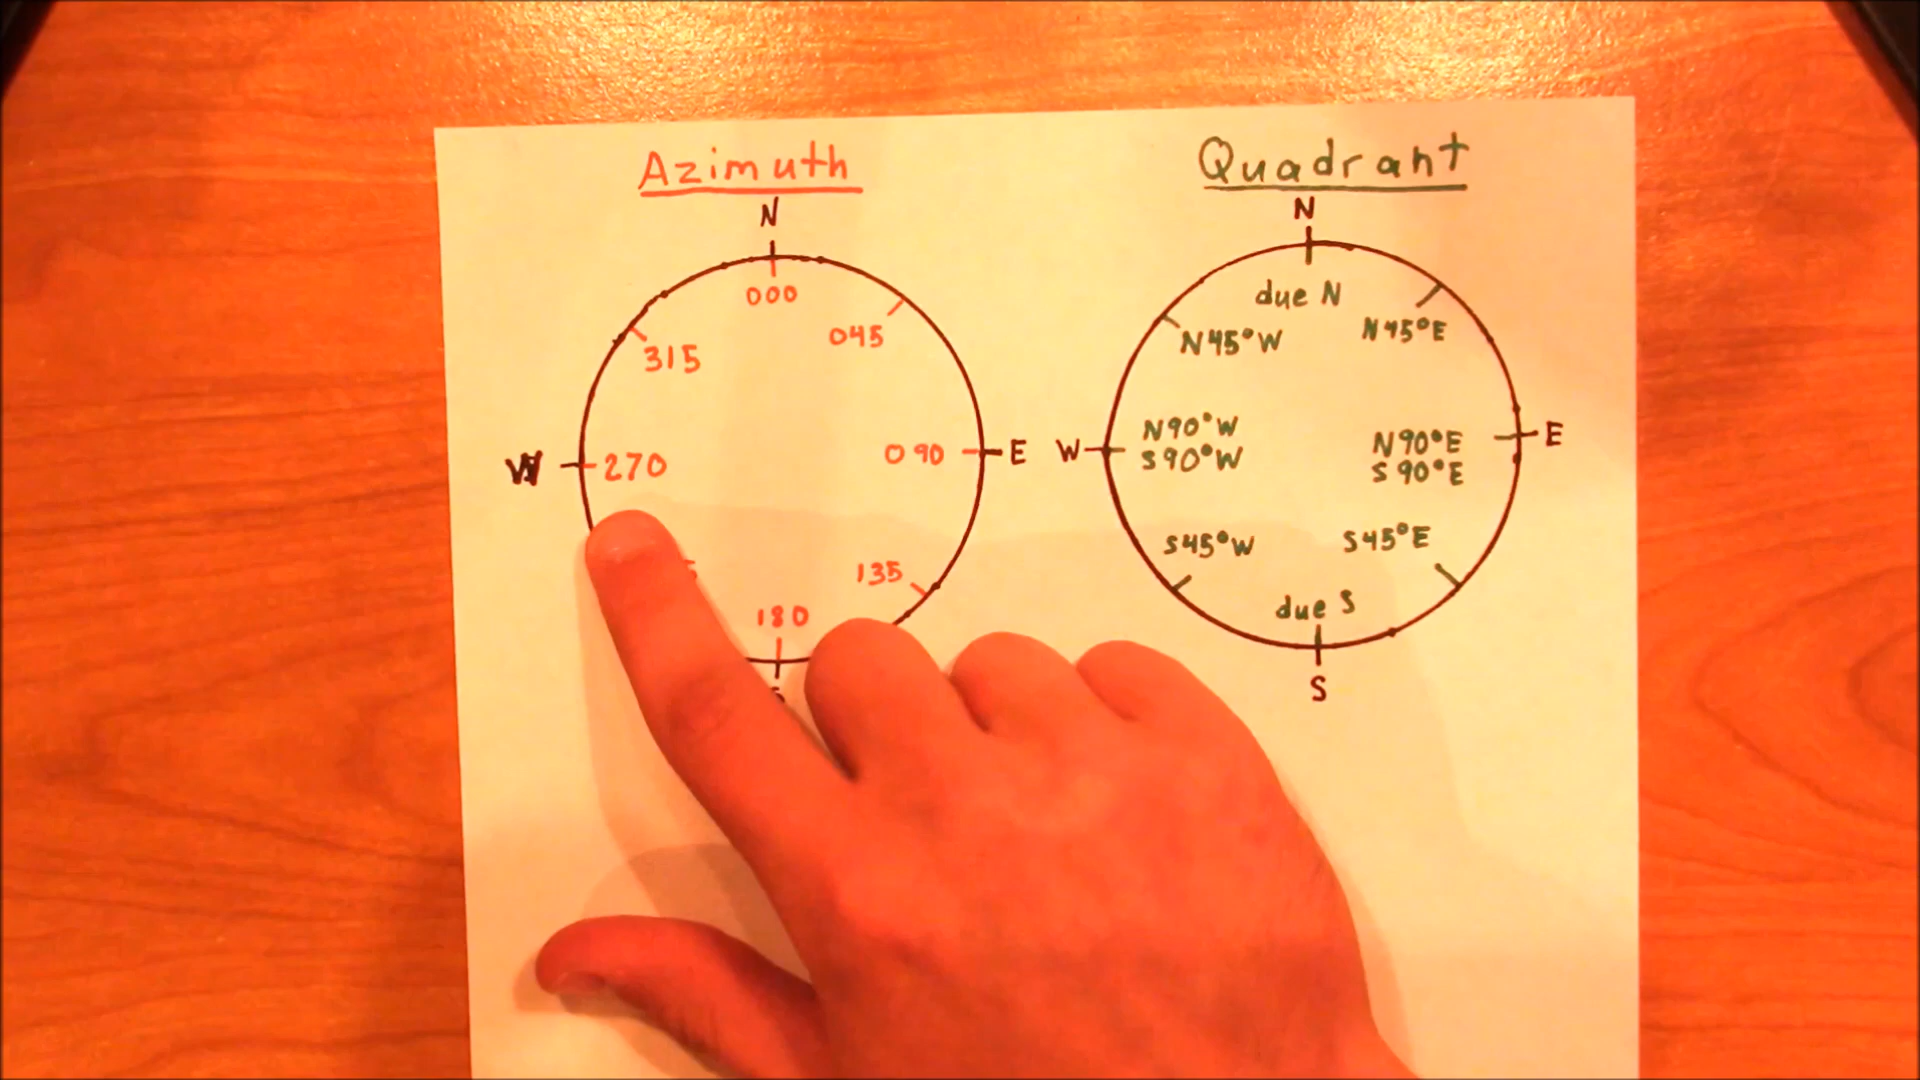 Azimuth
N
000
045
090
E
135
180
S
270
W
315
Quadrant
N
due N
N45°E
N90°E
S90°E
E
S45°E
due S
S
S45°W
N90°W
S90°W
W
N45°W